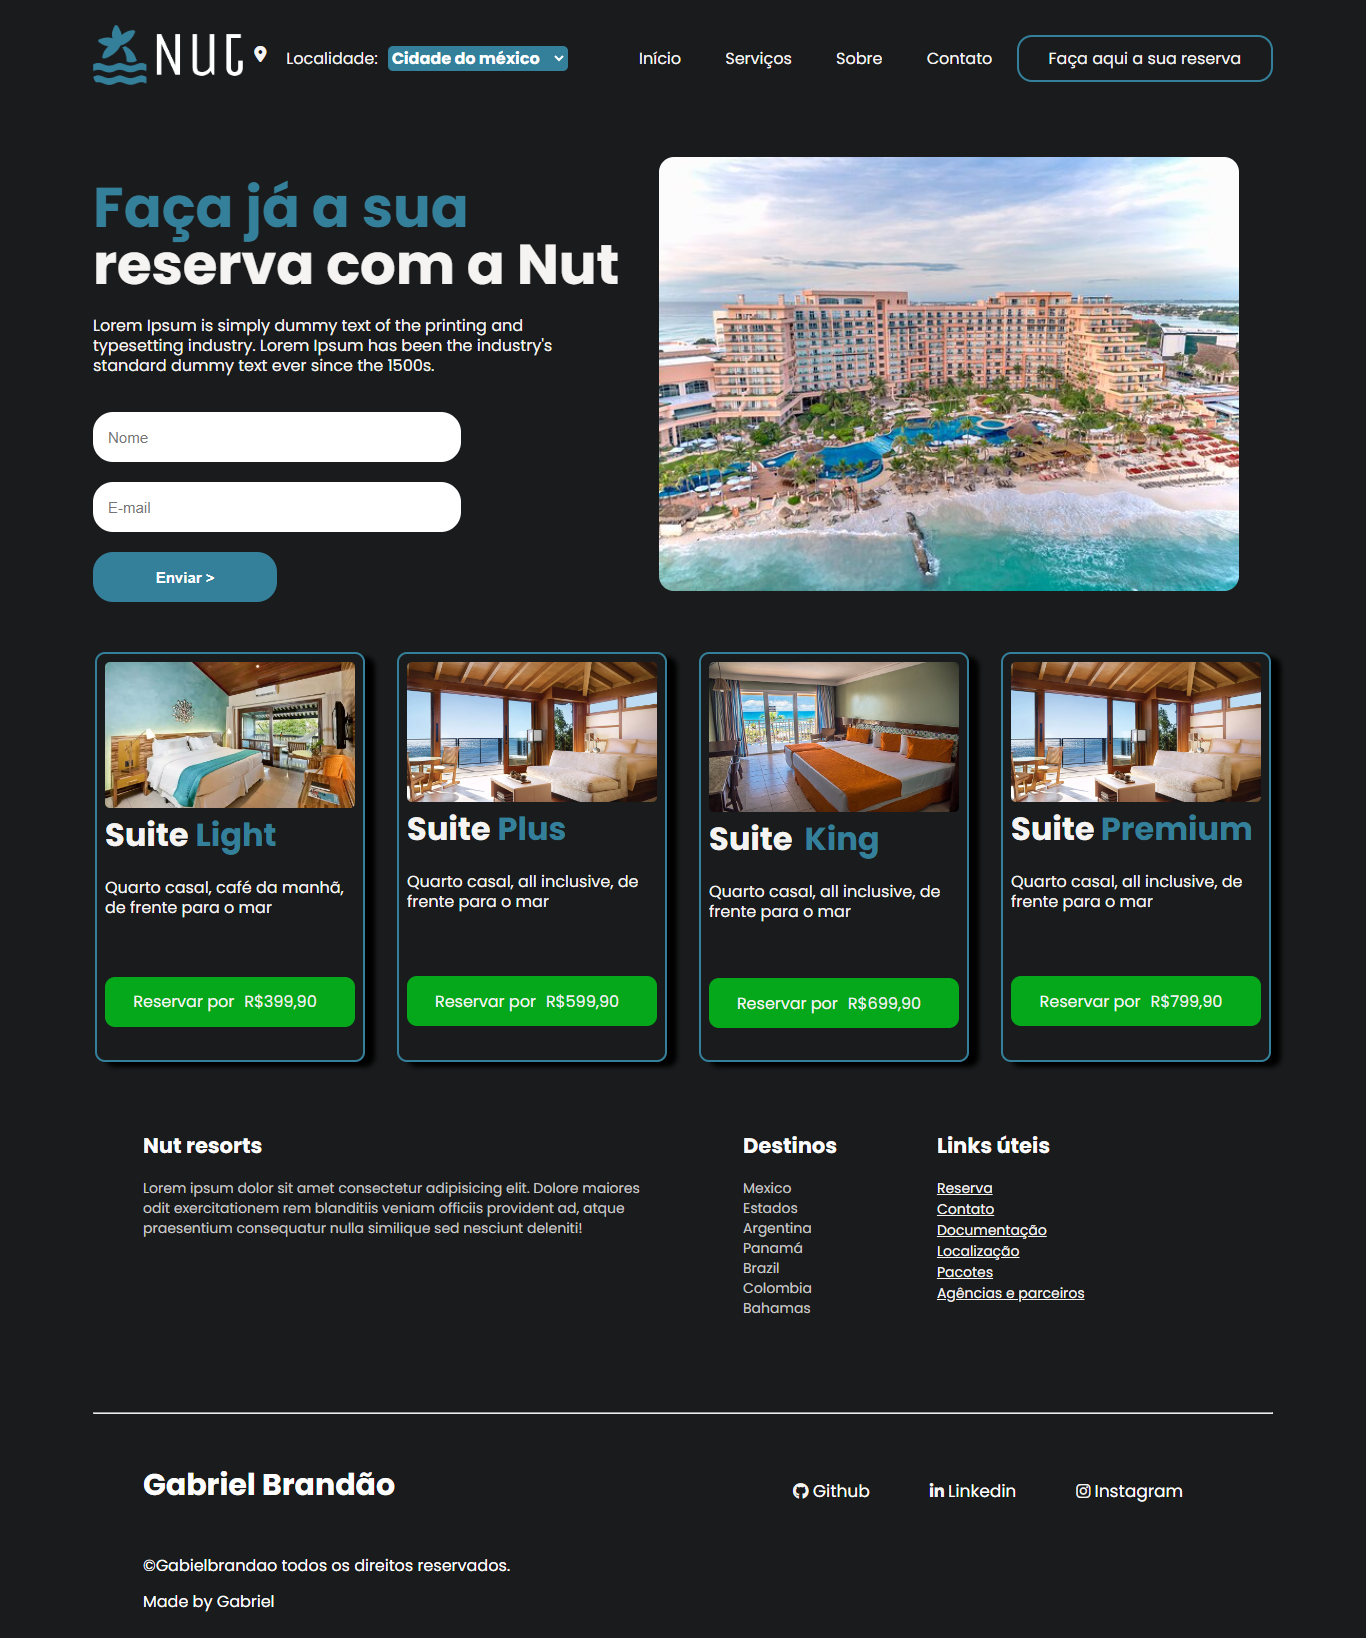 NUT
Localidade: Cidade do méxico
Início Serviços Sobre Contato Faça aqui a sua reserva
Faça já a sua
reserva com a Nut
Lorem Ipsum is simply dummy text of the printing and
typesetting industry. Lorem Ipsum has been the industry's
standard dummy text ever since the 1500s.
Nome
E-mail
Enviar >
Suite Light
Quarto casal, café da manhã,
de frente para o mar
Reservar por R$399,90
Suite Plus
Quarto casal, all inclusive, de
frente para o mar
Reservar por R$599,90
Suite King
Quarto casal, all inclusive, de
frente para o mar
Reservar por R$699,90
Suite Premium
Quarto casal, all inclusive, de
frente para o mar
Reservar por R$799,90
Nut resorts
Lorem ipsum dolor sit amet consectetur adipisicing elit. Dolore maiores
odit exercitationem rem blanditiis veniam officiis provident ad, atque
praesentium consequatur nulla similique sed nesciunt deleniti!
Destinos
Mexico
Estados
Argentina
Panamá
Brazil
Colombia
Bahamas
Links úteis
Reserva
Contato
Documentação
Localização
Pacotes
Agências e parceiros
Gabriel Brandão
Github Linkedin Instagram
©Gabielbrandao todos os direitos reservados.
Made by Gabriel